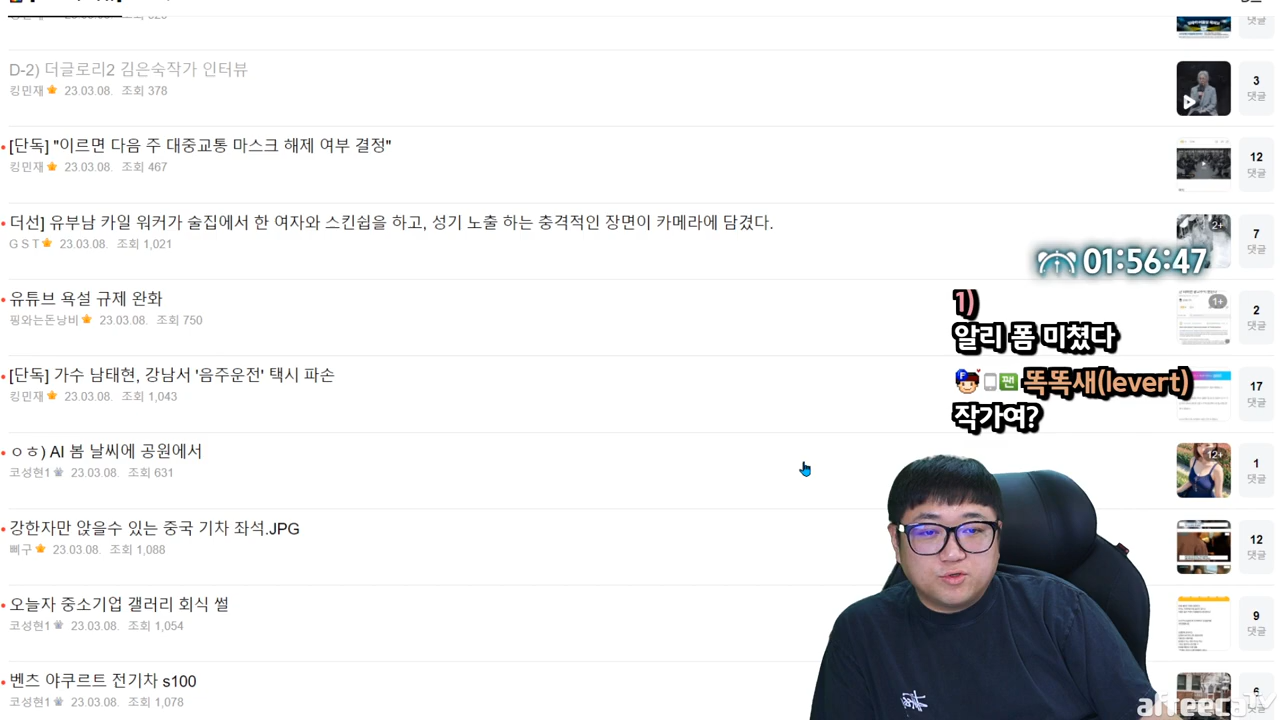 D-2) 더글로리2 김은숙작가 인터뷰
킹민재 23.03.08. 조회 378
3
댓글
[단독] "이르면 다음 주 대중교통 마스크 해제 여부 결정"
킹민재 23.03.08. 조회 467
12
댓글
더선] 유부남 카일 워커가 술집에서 한 여자와 스킨쉽을 하고, 성기 노출 하는 충격적인 장면이 카메라에 담겼다.
G S T 23.03.08. 조회 1,021
2+
7
댓글
01:56:47
유튜브 욕설 규제 완화
핑와는돈낭비 23.03.08. 조회 750
1+
2
댓글
1)
알리 폼 미쳤다
[단독] 가수 남태현, 강남서 '음주운전' 택시 파손
킹민재 23.03.08. 조회 1,043
17
댓글
F 팬 똑똑새(levert)
작가여?
ㅇㅎ) AI 봄 날씨에 공원에서
코성현1 23.03.08. 조회 631
12+
1
댓글
강한자만 앉을수 있는 중국 기차 좌석.JPG
뻐구 23.03.08. 조회 1,088
12
댓글
오늘자 중소기업 갤러리 회식 썰
코성현1 23.03.08. 조회 1,054
9
댓글
벤츠 야쿠르트 전기차 s100
코성현1 23.03.08. 조회 1,078
6
댓글
afreecaTV